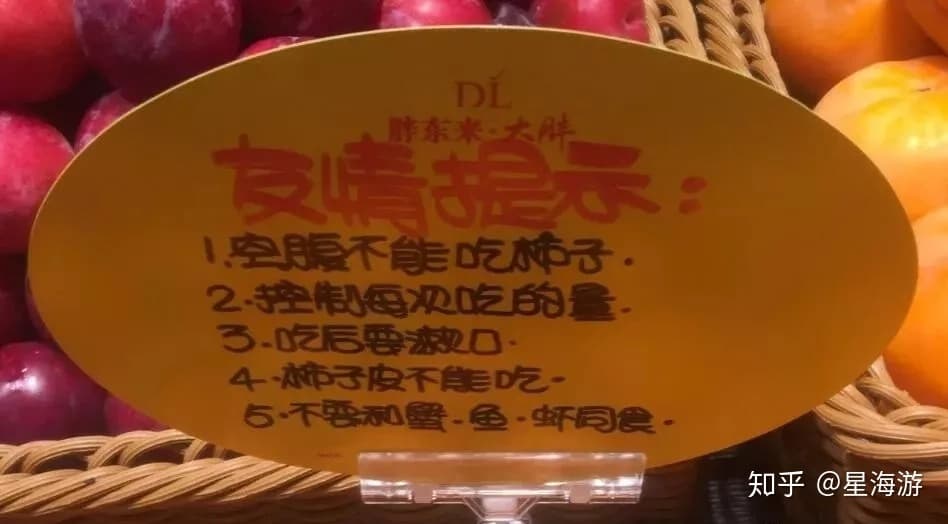 DL
胖东来·大胖
友情提示：
1.空腹不能吃柿子.
2.控制每次吃的量.
3.吃后要漱口.
4.柿子皮不能吃.
5.不要和蟹.鱼.虾同食.
知乎 @星海游